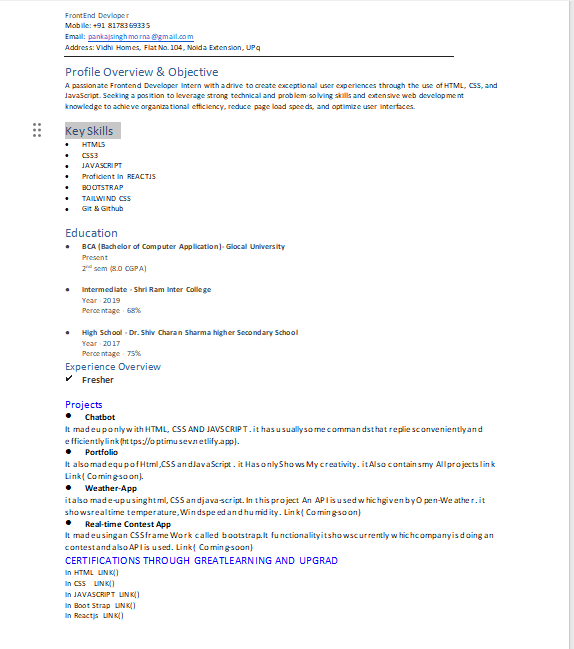 FrontEnd Devloper
Mobile: +91 8178369335
Email: pankajsinghmorna@gmail.com
Address: Vidhi Homes, Flat No. 104, Noida Extension, UPq
Profile Overview & Objective
A passionate Frontend Developer Intern with a drive to create exceptional user experiences through the use of HTML, CSS, and
JavaScript. Seeking a position to leverage strong technical and problem-solving skills and extensive web development
knowledge to achieve organizational efficiency, reduce page load speeds, and optimize user interfaces.
Key Skills
• HTML5
• CSS3
• JAVASCRIPT
• Proficient in REACTJS
• BOOTSTRAP
• TAILWIND CSS
• Git & Github
Education
• BCA (Bachelor of Computer Application)- Glocal University
Present
2nd sem (8.0 CGPA)
• Intermediate - Shri Ram Inter College
Year - 2019
Percentage - 68%
• High School - Dr. Shiv Charan Sharma higher Secondary School
Year - 2017
Percentage - 75%
Experience Overview
✓ Fresher
Projects
• Chatbot
It mad eu p only with HTML, CSS AND JAVSCRIPT . it has usually some commands that replies conveniently and
efficiently link (https://optimusev.netlify.app).
• Portfolio
It also mad equp of Html,CSS and JavaScript . it Has only Shows My creativity . it Also contains my All projects link
Link( Coming-soon).
• Weather-App
it also made-up using html, CSS and java-script. In this project An API is used which given by Open-Weather . it
shows real time temperature, Windspeed and humidity . Link( Coming-soon)
• Real-time Contest App
It mad eusing an CSS frame Work called bootstrap.It functionality it shows currently which company is doing an
contest and also API is used. Link( Coming-soon)
CERTIFICATIONS THROUGH GREATLEARNING AND UPGRAD
In HTML LINK()
In CSS LINK()
In JAVASCRIPT LINK()
In Boot Strap LINK()
In Reactjs LINK()